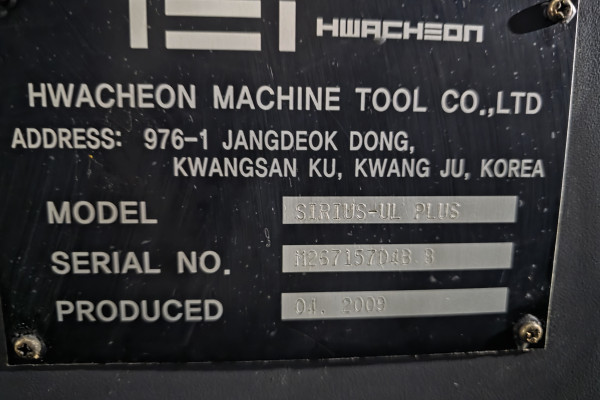 HWACHEON
HWACHEON MACHINE TOOL CO.,LTD
ADDRESS: 976-1 JANGDEOK DONG,
KWANGSAN KU, KWANG JU, KOREA
MODEL SIRIUS-UL PLUS
SERIAL NO.
PRODUCED 04. 2009